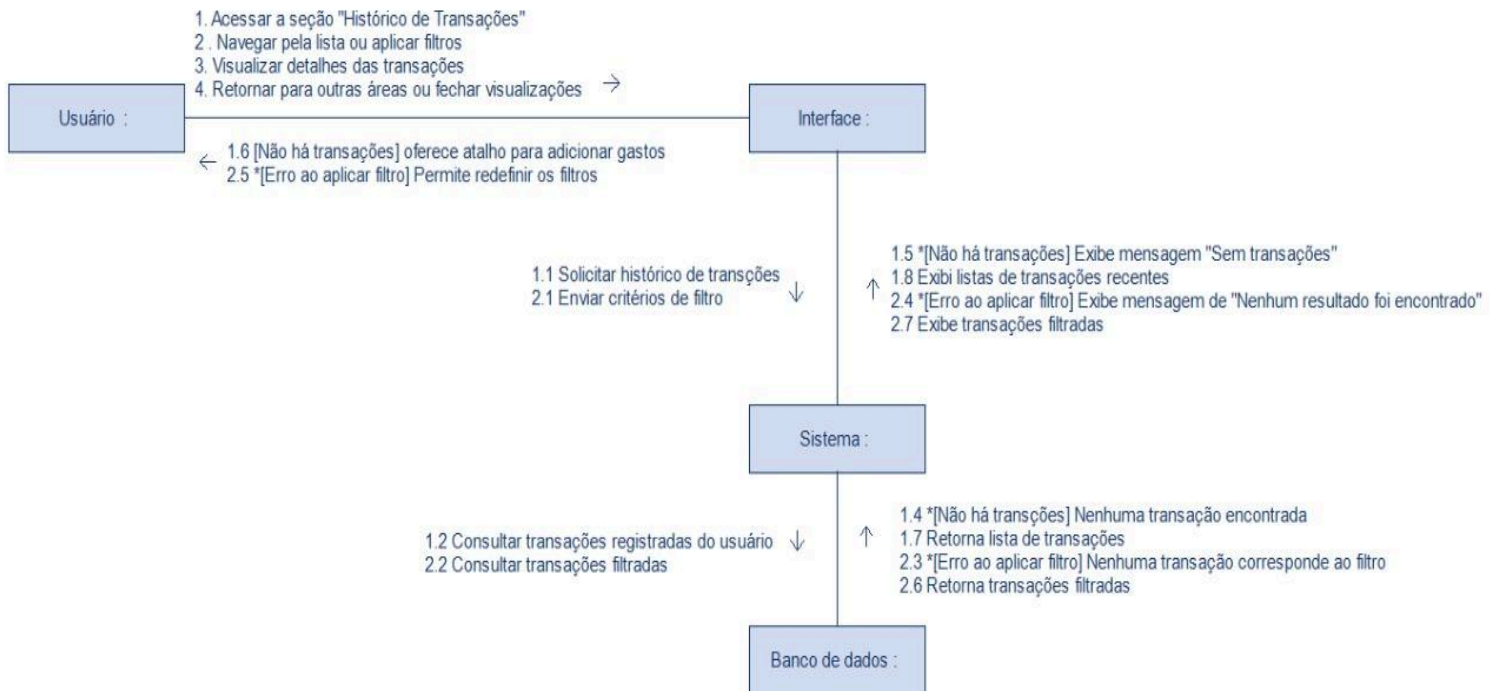 1. Acessar a seção "Histórico de Transações"
2 . Navegar pela lista ou aplicar filtros
3. Visualizar detalhes das transações
4. Retornar para outras áreas ou fechar visualizações
Usuário :
Interface :
1.6 [Não há transações] oferece atalho para adicionar gastos
2.5 *[Erro ao aplicar filtro] Permite redefinir os filtros
1.1 Solicitar histórico de transções
2.1 Enviar critérios de filtro
1.5 *[Não há transações] Exibe mensagem "Sem transações"
1.8 Exibi listas de transações recentes
2.4 *[Erro ao aplicar filtro] Exibe mensagem de "Nenhum resultado foi encontrado"
2.7 Exibe transações filtradas
Sistema :
1.2 Consultar transações registradas do usuário
2.2 Consultar transações filtradas
1.4 *[Não há transções] Nenhuma transação encontrada
1.7 Retorna lista de transações
2.3 *[Erro ao aplicar filtro] Nenhuma transação corresponde ao filtro
2.6 Retorna transações filtradas
Banco de dados :